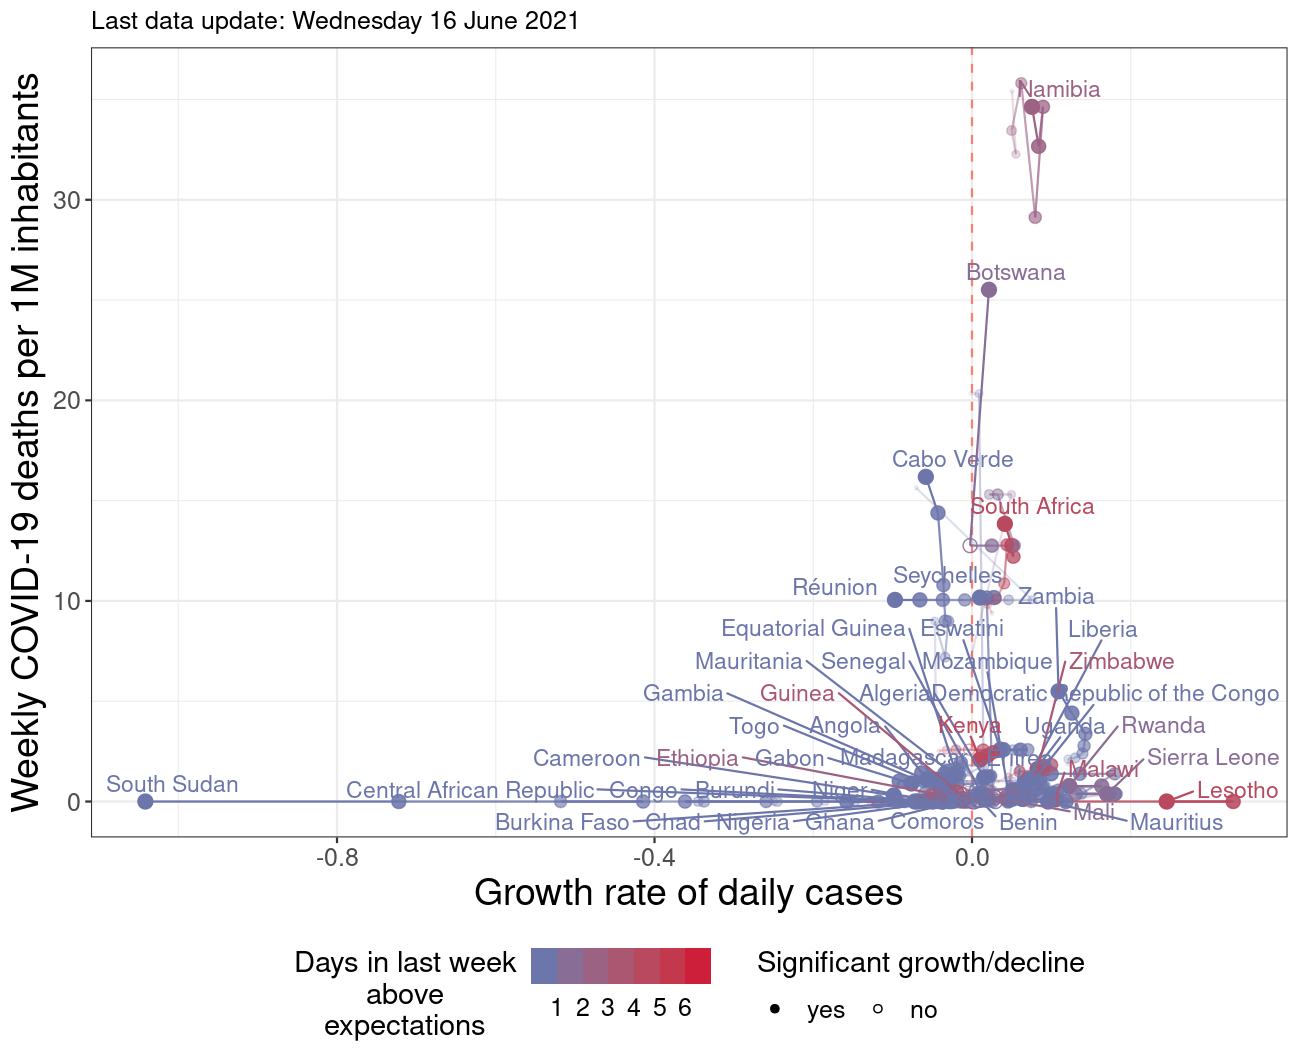 Last data update: Wednesday 16 June 2021
Weekly COVID-19 deaths per 1M inhabitants
Namibia
30
Botswana
20
Cabo Verde
South Africa
Seychelles
Réunion
10
Zambia
Equatorial Guinea
Eswatini
Liberia
Mauritania
Senegal
Mozambique
Zimbabwe
Gambia
Guinea
Algeria
Democratic Republic of the Congo
Togo
Angola
Kenya
Uganda
Rwanda
Cameroon
Ethiopia
Gabon
Madagascar
Eritrea
Sierra Leone
Malawi
South Sudan
Central African Republic
Congo
Burundi
Niger
Lesotho
0
Mali
Burkina Faso
Chad
Nigeria
Ghana
Comoros
Benin
Mauritius
-0.8
-0.4
0.0
Growth rate of daily cases
Days in last week
above
expectations
1 2 3 4 5 6
Significant growth/decline
yes
no